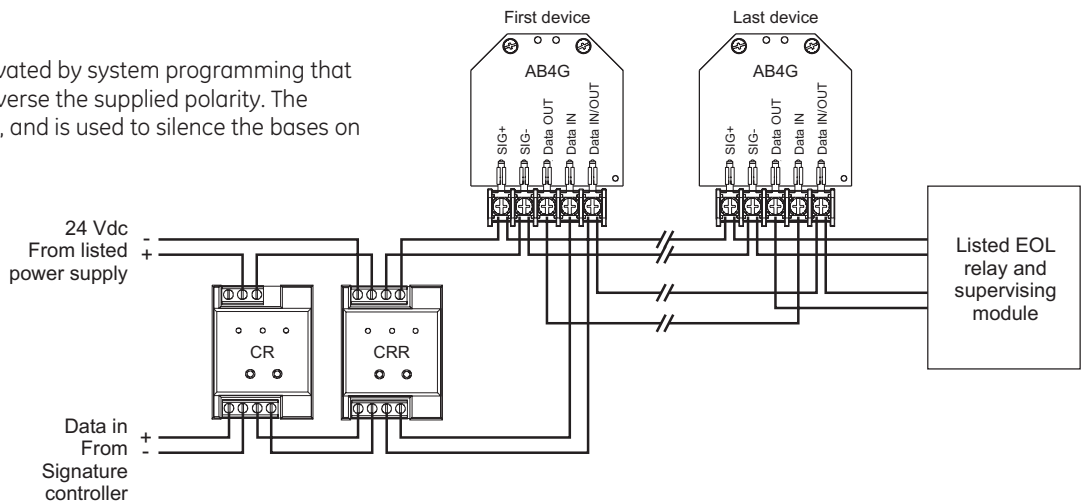 First device
Last device
vated by system programming that
verse the supplied polarity. The
, and is used to silence the bases on
AB4G
SIG+
SIG-
Data OUT
Data IN
Data IN/OUT
AB4G
SIG+
SIG-
Data OUT
Data IN
Data IN/OUT
24 Vdc
From listed
power supply
-
+
Listed EOL
relay and
supervising
module
CR
CRR
Data in
From
Signature
controller
+
-